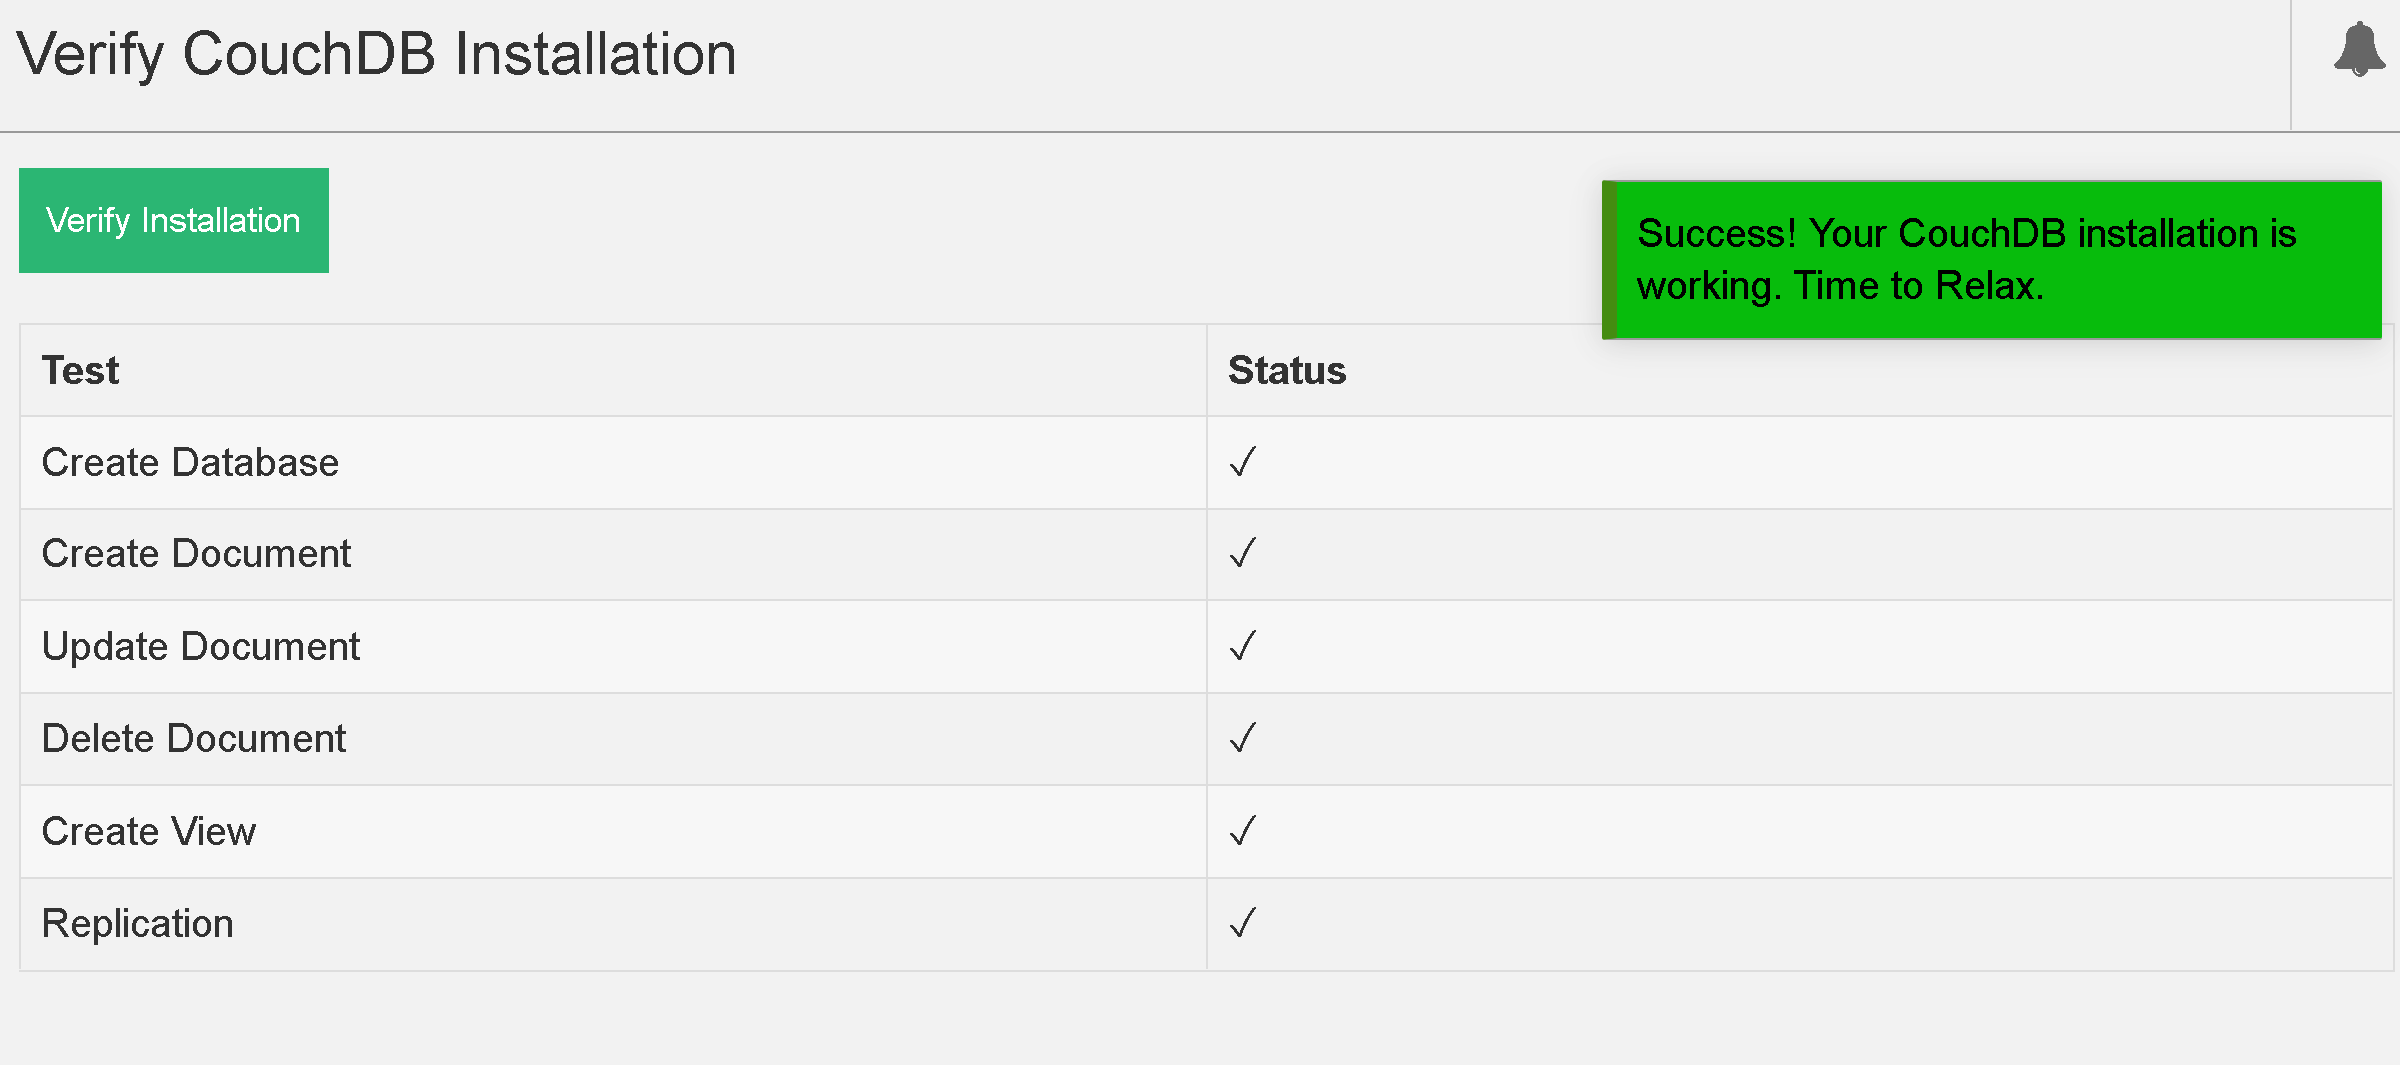 Verify CouchDB Installation
Verify Installation
Success! Your CouchDB installation is
working. Time to Relax.
Test Status
Create Database ✓
Create Document ✓
Update Document ✓
Delete Document ✓
Create View ✓
Replication ✓